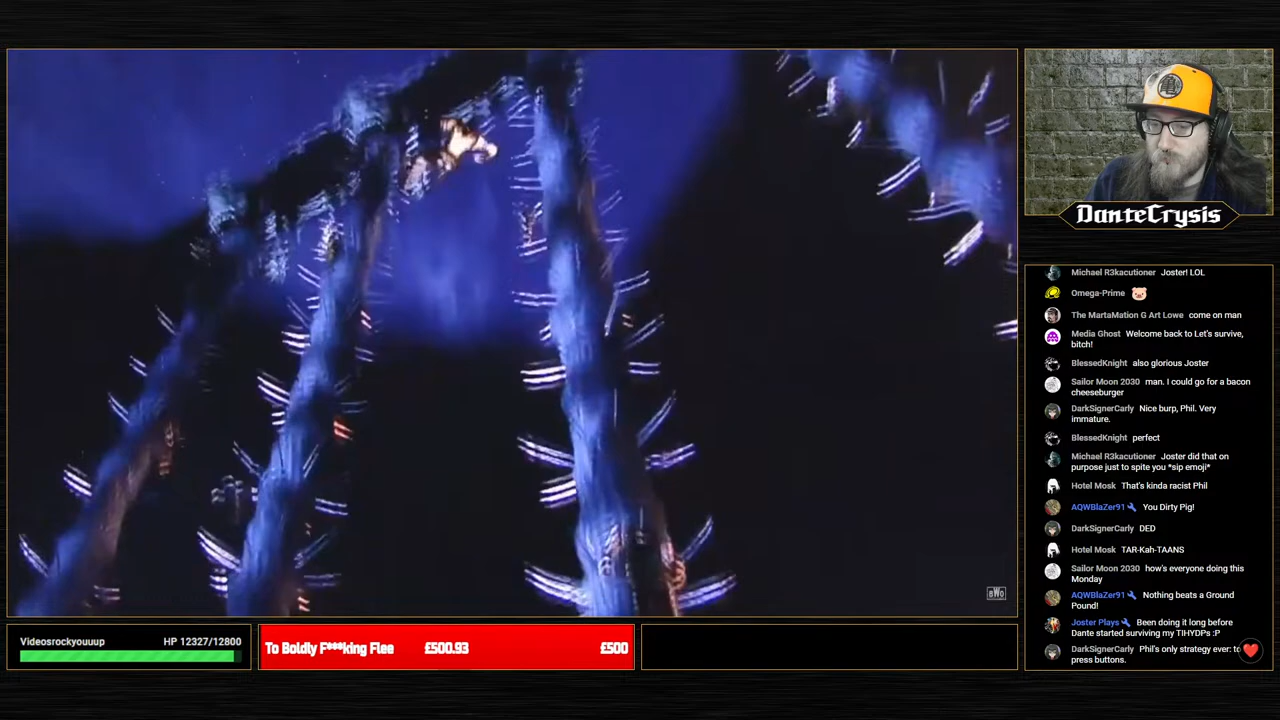 DanteCrysis
Michael R3kacutioner Joster! LOL
Omega-Prime
The MartaMation G Art Lowe come on man
Media Ghost Welcome back to Let's survive,
bitch!
BlessedKnight also glorious Joster
Sailor Moon 2030 man. I could go for a bacon
cheeseburger
DarkSignerCarly Nice burp, Phil. Very
immature.
BlessedKnight perfect
Michael R3kacutioner Joster did that on
purpose just to spite you *sip emoji*
Hotel Mosk That's kinda racist Phil
AQWBlaZer91 You Dirty Pig!
DarkSignerCarly DED
Hotel Mosk TAR-Kah-TAANS
Sailor Moon 2030 how's everyone doing this
Monday
AQWBlaZer91 Nothing beats a Ground
Pound!
Joster Plays Been doing it long before
Dante started surviving my TIHYDPs :P
DarkSignerCarly Phil's only strategy ever: to
press buttons.
BWO
Videosrockyouuup HP 12327/12800
To Boldly F***king Flee £500.93 £500